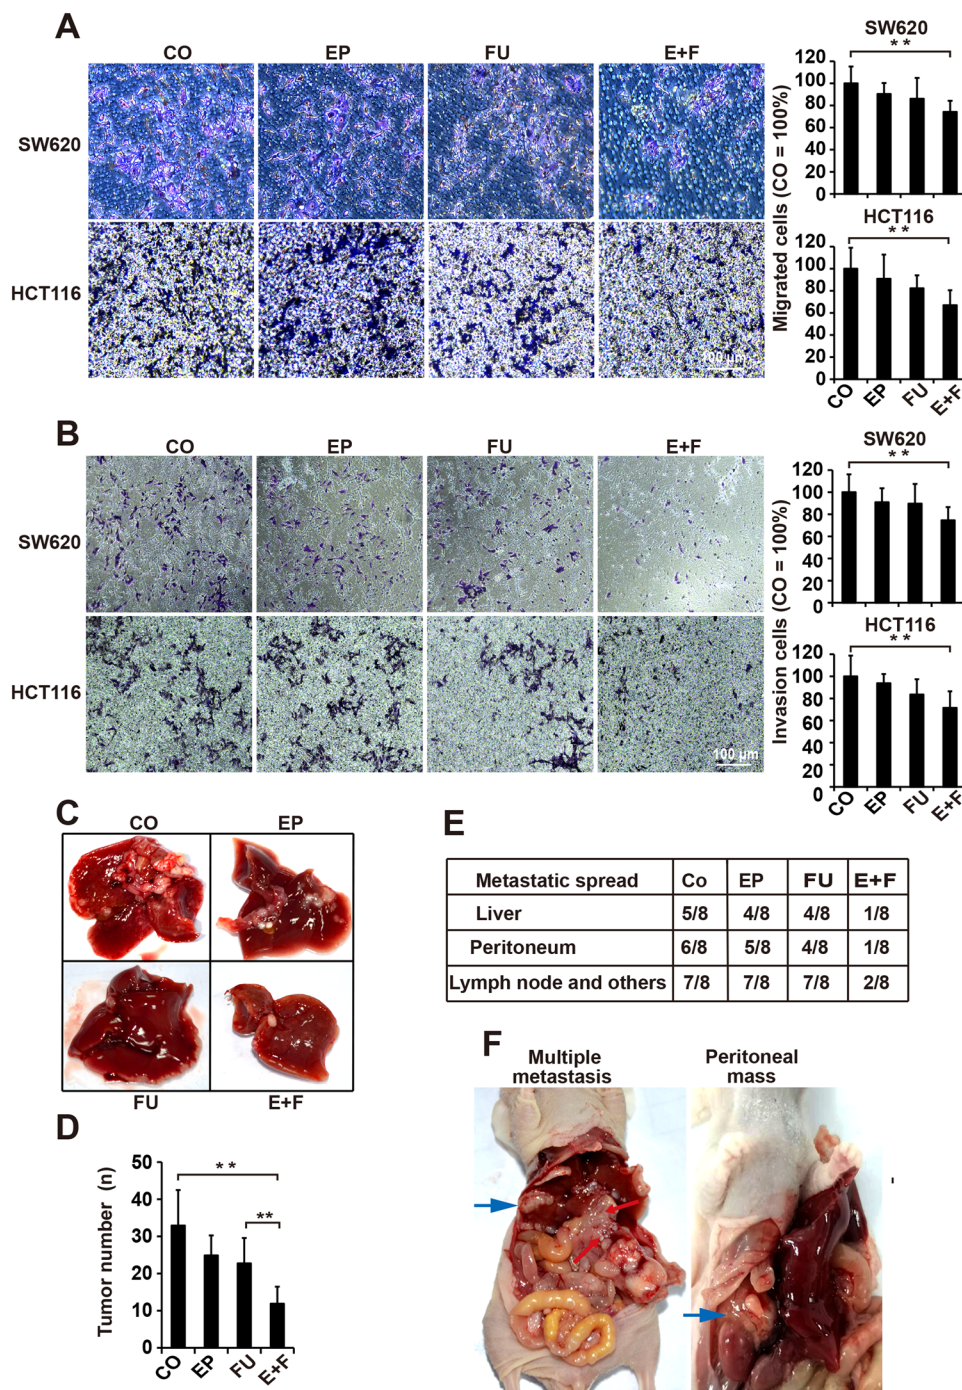 A
CO EP FU E+F
SW620
HCT116
100 µm
SW620
**
120
100
80
60
40
20
0
HCT116
**
120
100
80
60
40
20
0
Migrated cells (CO = 100%)
CO EP FU E+F
B
CO EP FU E+F
SW620
HCT116
100 µm
SW620
**
120
100
80
60
40
20
0
HCT116
**
120
100
80
60
40
20
0
Invasion cells (CO = 100%)
CO EP FU E+F
C
CO EP
FU E+F
D
Tumor number (n)
50
40
30
20
10
0
**
**
CO EP FU E+F
E
Metastatic spread Co EP FU E+F
Liver 5/8 4/8 4/8 1/8
Peritoneum 6/8 5/8 4/8 1/8
Lymph node and others 7/8 7/8 7/8 2/8
F
Multiple
metastasis
Peritoneal
mass